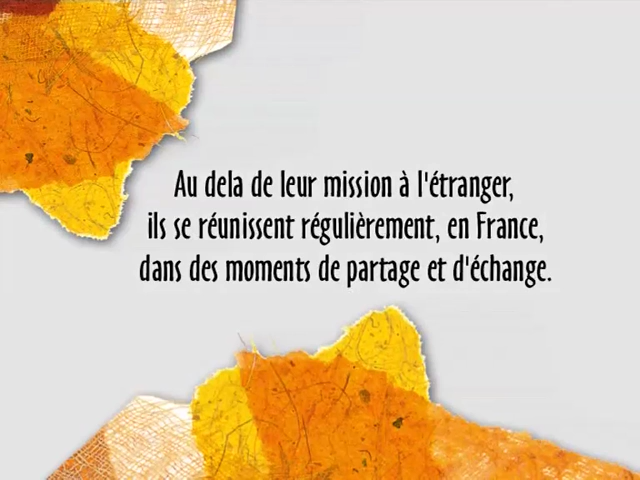 Au dela de leur mission à l'étranger,
ils se réunissent régulièrement, en France,
dans des moments de partage et d'échange.